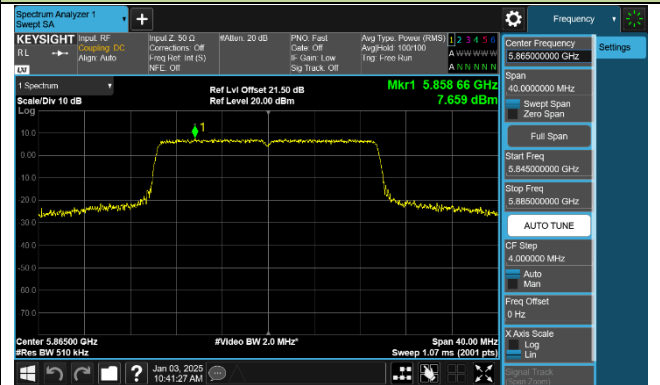 Spectrum Analyzer 1
Swept SA
+
Frequency
KEYSIGHT
RL
LXI
Input: RF
Coupling: DC
Align: Auto
Input Z: 50 Ω
Corrections: Off
Freq Ref: Int (S)
NFE: Off
#Atten: 20 dB
PNO: Fast
Gate: Off
IF Gain: Low
Sig Track: Off
Avg Type: Power (RMS)
Avg|Hold: 100/100
Trig: Free Run
1 2 3 4 5 6
A W W W W W
A N N N N N
1 Spectrum
Scale/Div 10 dB
Ref Lvl Offset 21.50 dB
Ref Level 20.00 dBm
Mkr1 5.858 66 GHz
7.659 dBm
Log
1
10.0
0.00
-10.0
-20.0
-30.0
-40.0
-50.0
-60.0
-70.0
Center 5.86500 GHz
#Res BW 510 kHz
#Video BW 2.0 MHz*
Span 40.00 MHz
Sweep 1.07 ms (2001 pts)
Center Frequency
5.865000000 GHz
Settings
Span
40.0000000 MHz
Swept Span
Zero Span
Full Span
Start Freq
5.845000000 GHz
Stop Freq
5.885000000 GHz
AUTO TUNE
CF Step
4.000000 MHz
Auto
Man
Freq Offset
0 Hz
X Axis Scale
Log
Lin
Signal Track
(Span Zoom)
?
Jan 03, 2025
10:41:27 AM